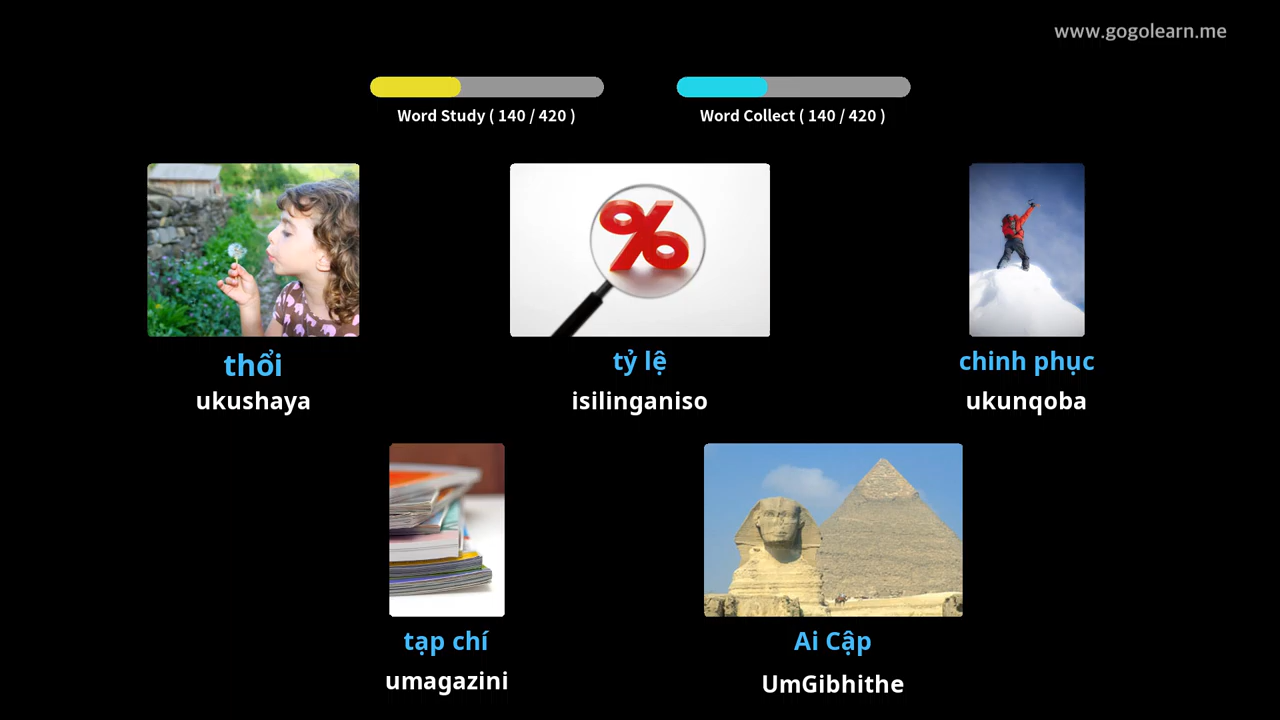 www.gogolearn.me
Word Study ( 140 / 420 )
Word Collect ( 140 / 420 )
thổi
ukushaya
tỷ lệ
isilinganiso
chinh phục
ukunqoba
tạp chí
umagazini
Ai Cập
UmGibhithe